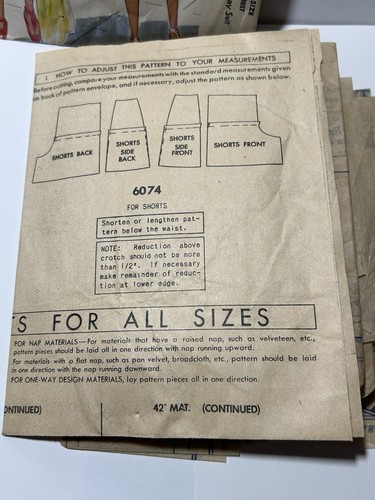 SIZE
I. HOW TO ADJUST THIS PATTERN TO YOUR MEASUREMENTS
Before cutting, compare your measurements with the standard measurements given
on back of pattern envelope, and if necessary, adjust the pattern as shown below.
SHORTS BACK
SHORTS SIDE BACK
SHORTS SIDE FRONT
SHORTS FRONT
6074
FOR SHORTS
Shorten or lengthen pat-
tern below the waist.
NOTE: Reduction above
crotch should not be more
than 1/2". If necessary
make remainder of reduc-
tion at lower edge.
'S FOR ALL SIZES
FOR NAP MATERIALS—For materials that have a raised nap, such as velveteen, etc.,
pattern pieces should be laid all in one direction with nap running upward.
For materials with a flat nap, such as pan velvet, broadcloth, etc., pattern should be laid
in one direction with the nap running downward.
FOR ONE-WAY DESIGN MATERIALS, lay pattern pieces all in one direction.
ONTINUED)
42" MAT. (CONTINUED)